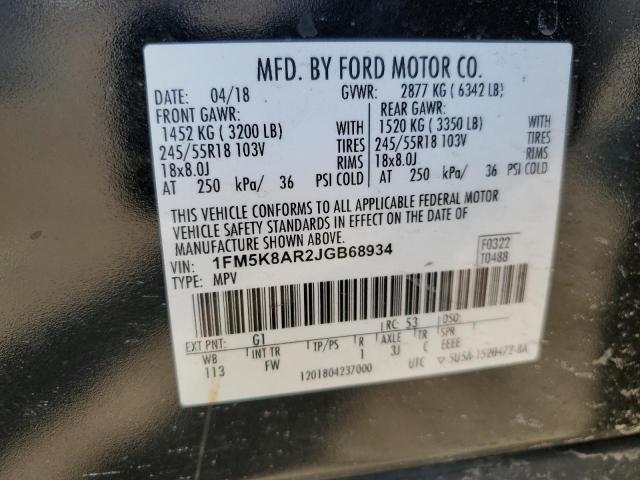 MFD. BY FORD MOTOR CO.
DATE: 04/18 GVWR: 2877 KG ( 6342 LB)
FRONT GAWR: REAR GAWR:
1452 KG ( 3200 LB) WITH 1520 KG ( 3350 LB) WITH
245/55R18 103V TIRES 245/55R18 103V TIRES
18x8.0J RIMS 18x8.0J RIMS
AT 250 kPa/ 36 PSI COLD AT 250 kPa/ 36 PSI COLD
THIS VEHICLE CONFORMS TO ALL APPLICABLE FEDERAL MOTOR
VEHICLE SAFETY STANDARDS IN EFFECT ON THE DATE OF
MANUFACTURE SHOWN ABOVE.
VIN: 1FM5K8AR2JGB68934 F0322
TYPE: MPV T0488
EXT PNT: G1 RC: 53 DSO:
WB INT TR TP/PS R AXLE TR SPR
113 FW 1 3J C EEEE
1201804237000 UTC ▽ 5U5A-1520472-AA